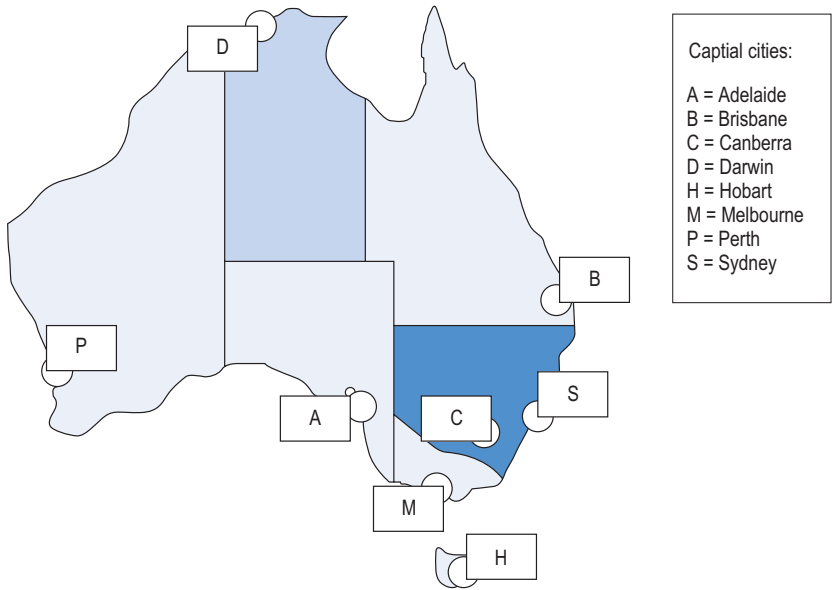 D
Captial cities:
A = Adelaide
B = Brisbane
C = Canberra
D = Darwin
H = Hobart
M = Melbourne
P = Perth
S = Sydney
B
P
S
A
C
M
H